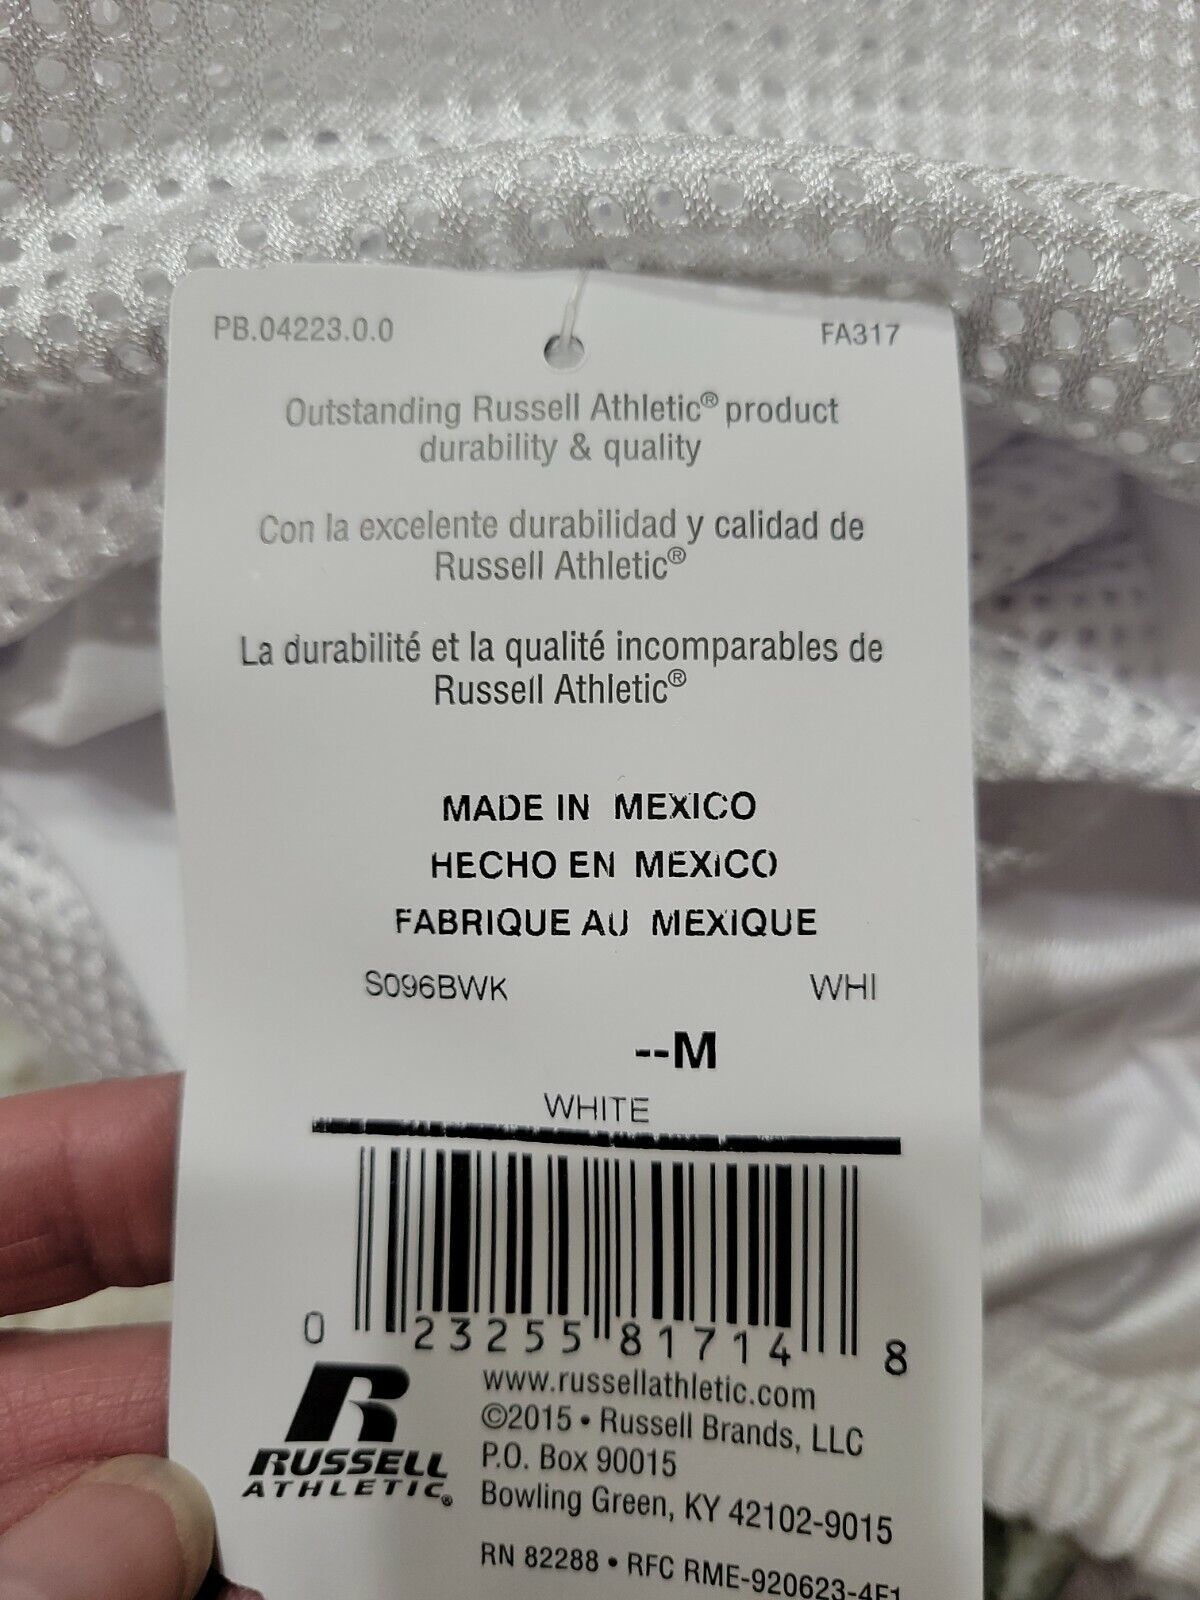 PB.04223.0.0 FA317
Outstanding Russell Athletic® product
durability & quality
Con la excelente durabilidad y calidad de
Russell Athletic®
La durabilité et la qualité incomparables de
Russell Athletic®
MADE IN MEXICO
HECHO EN MEXICO
FABRIQUE AU MEXIQUE
S096BWK WHI
--M
WHITE
0 23255 81714 8
R
RUSSELL
ATHLETIC®
www.russellathletic.com
©2015 • Russell Brands, LLC
P.O. Box 90015
Bowling Green, KY 42102-9015
RN 82288 • RFC RME-920623-4F1